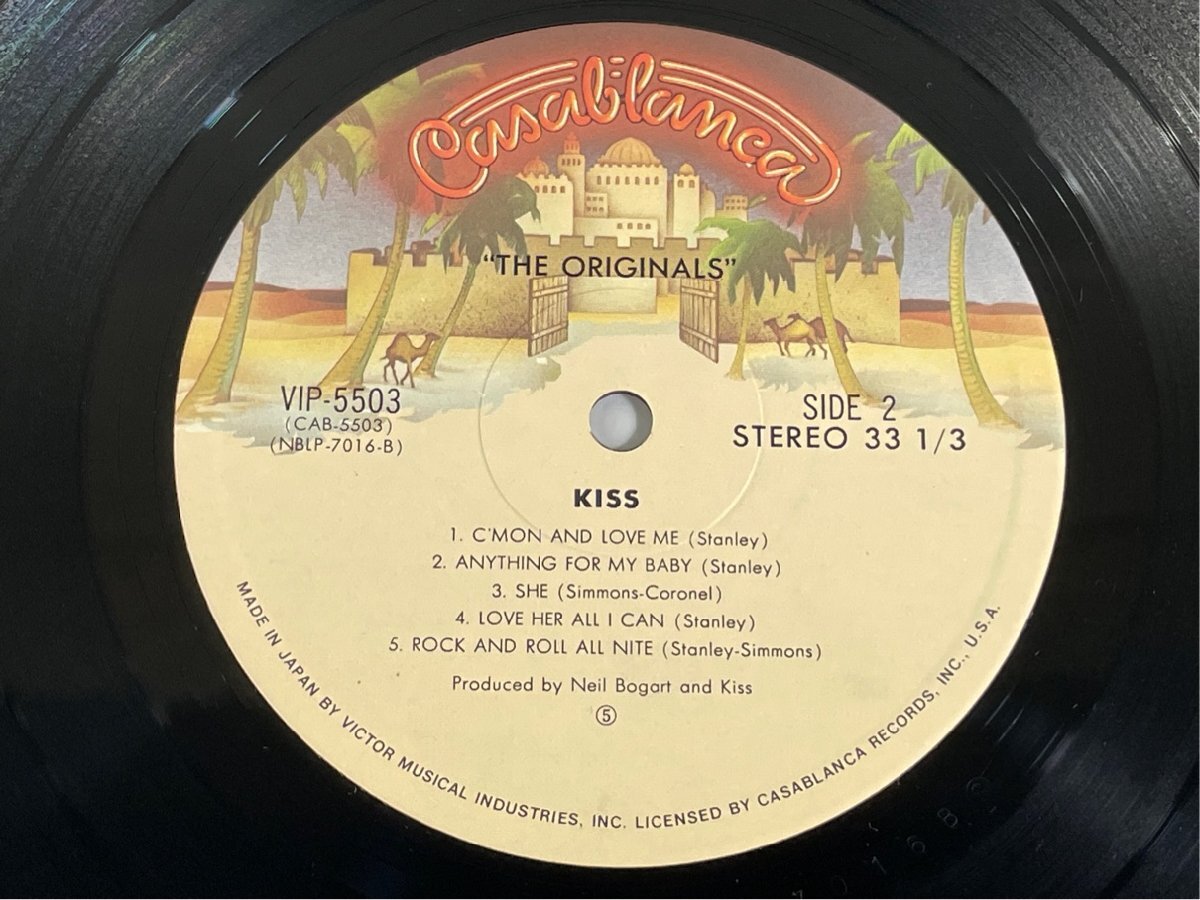 Casablanca
"THE ORIGINALS"
VIP-5503
(CAB-5503)
(NBLP-7016-B)
SIDE 2
STEREO 33 1/3
KISS
1. C'MON AND LOVE ME (Stanley)
2. ANYTHING FOR MY BABY (Stanley)
3. SHE (Simmons-Coronel)
4. LOVE HER ALL I CAN (Stanley)
5. ROCK AND ROLL ALL NITE (Stanley-Simmons)
Produced by Neil Bogart and Kiss
⑤
MADE IN JAPAN BY VICTOR MUSICAL INDUSTRIES, INC. LICENSED BY CASABLANCA RECORDS, INC., U.S.A.